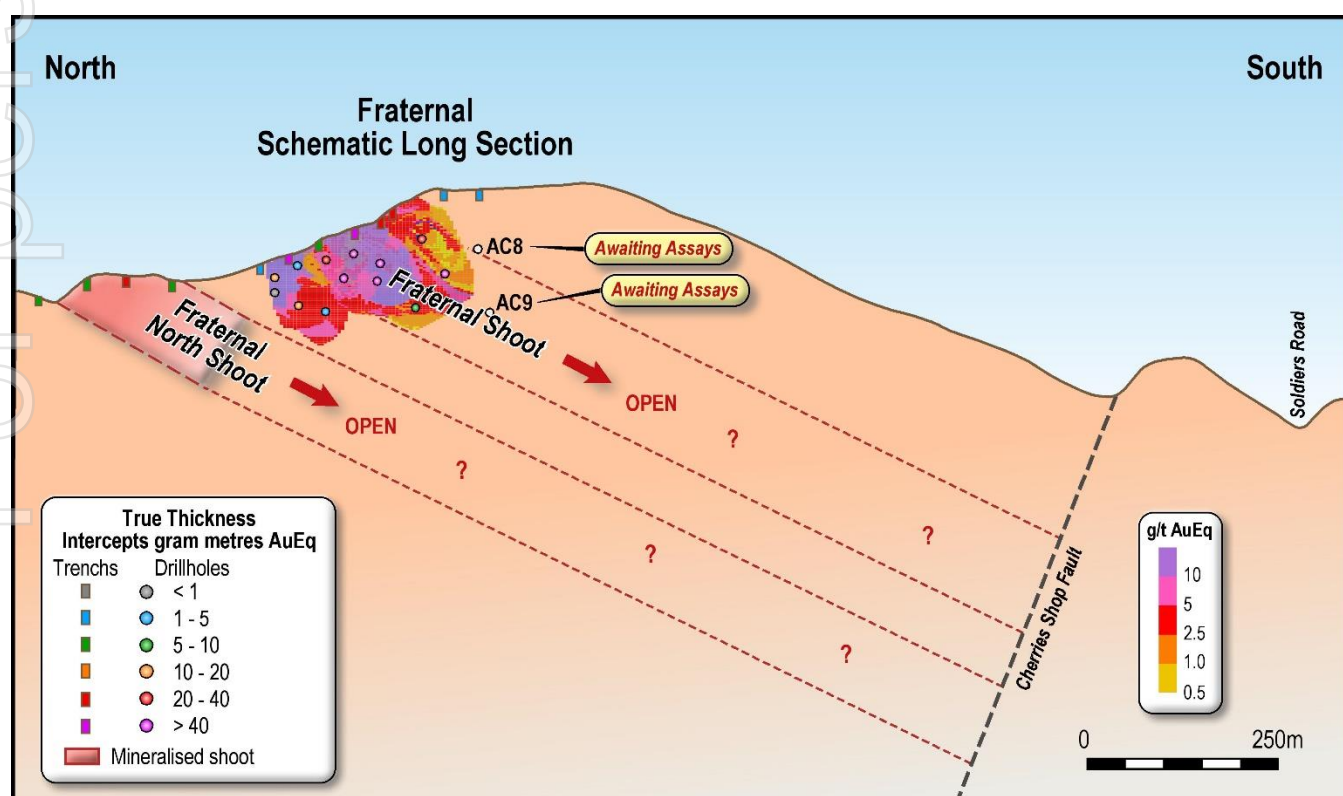 North
South
Fraternal
Schematic Long Section
AC8
Awaiting Assays
AC9
Awaiting Assays
Fraternal Shoot
OPEN
Fraternal
North Shoot
OPEN
?
?
?
?
?
Cherries Shop Fault
Soldiers Road
True Thickness
Intercepts gram metres AuEq
Trenchs Drillholes
< 1
1 - 5
5 - 10
10 - 20
20 - 40
> 40
Mineralised shoot
g/t AuEq
10
5
2.5
1.0
0.5
0 250m